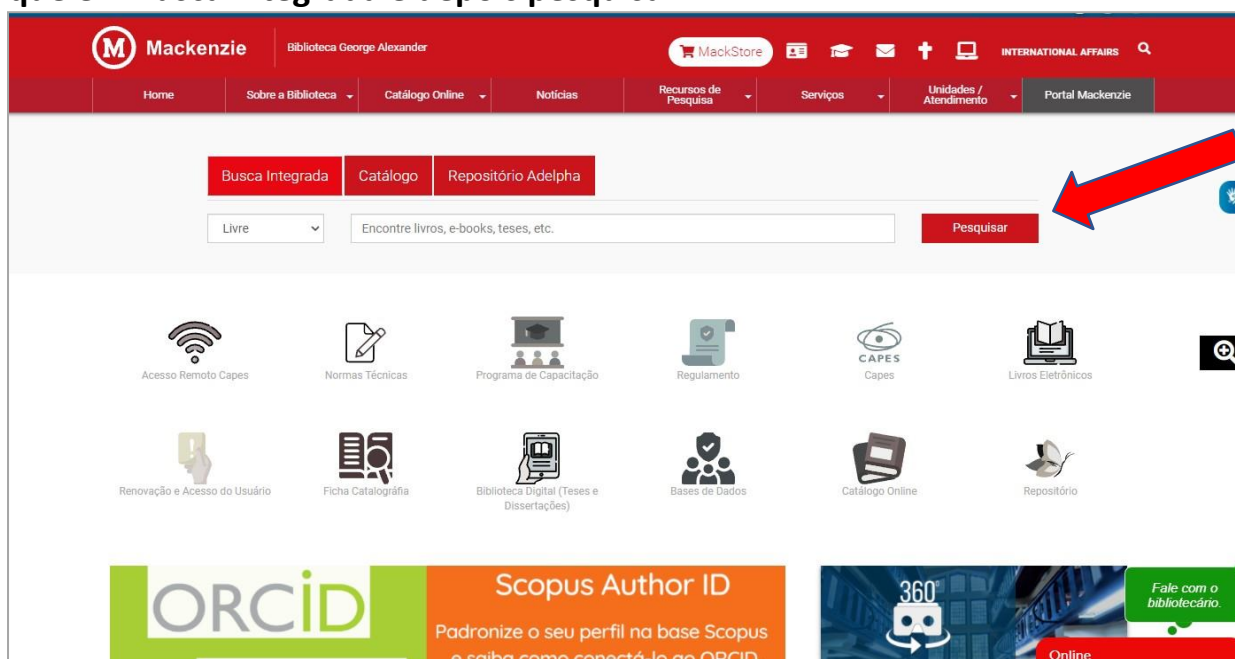 M Mackenzie
Biblioteca George Alexander
MackStore
INTERNATIONAL AFFAIRS
Home
Sobre a Biblioteca
Catálogo Online
Notícias
Recursos de
Pesquisa
Serviços
Unidades /
Atendimento
Portal Mackenzie
Busca Integrada
Catálogo
Repositório Adelpha
Livre
Encontre livros, e-books, teses, etc.
Pesquisar
CAPES
Acesso Remoto Capes
Normas Técnicas
Programa de Capacitação
Regulamento
Capes
Livros Eletrônicos
Renovação e Acesso do Usuário
Ficha Catalográfia
Biblioteca Digital (Teses e
Dissertações)
Bases de Dados
Catálogo Online
Repositório
ORCiD
Scopus Author ID
Padronize o seu perfil na base Scopus
360°
Fale com o
bibliotecário.
Online